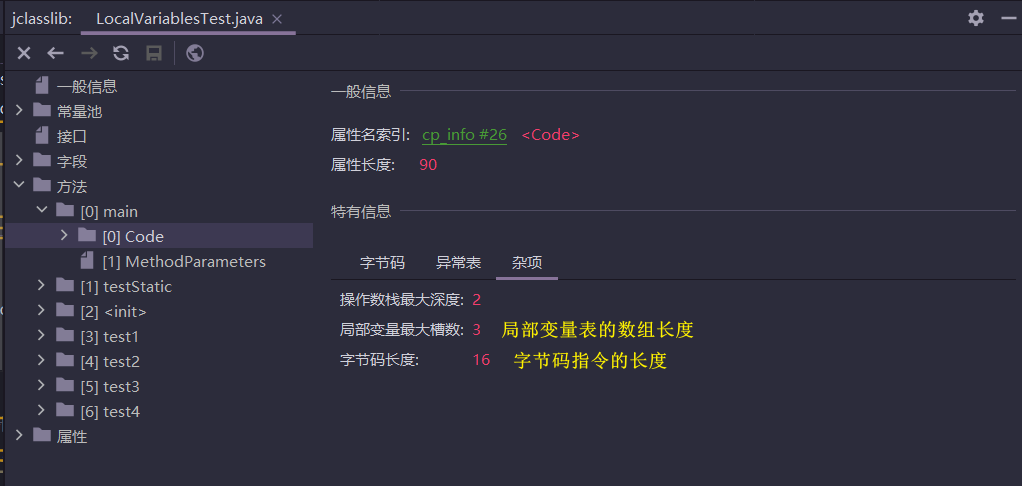 jclasslib: LocalVariablesTest.java
一般信息
常量池
接口
字段
方法
[0] main
[0] Code
[1] MethodParameters
[1] testStatic
[2] <init>
[3] test1
[4] test2
[5] test3
[6] test4
属性
一般信息
属性名索引: cp_info #26 <Code>
属性长度: 90
特有信息
字节码 异常表 杂项
操作数栈最大深度: 2
局部变量最大槽数: 3 局部变量表的数组长度
字节码长度: 16 字节码指令的长度